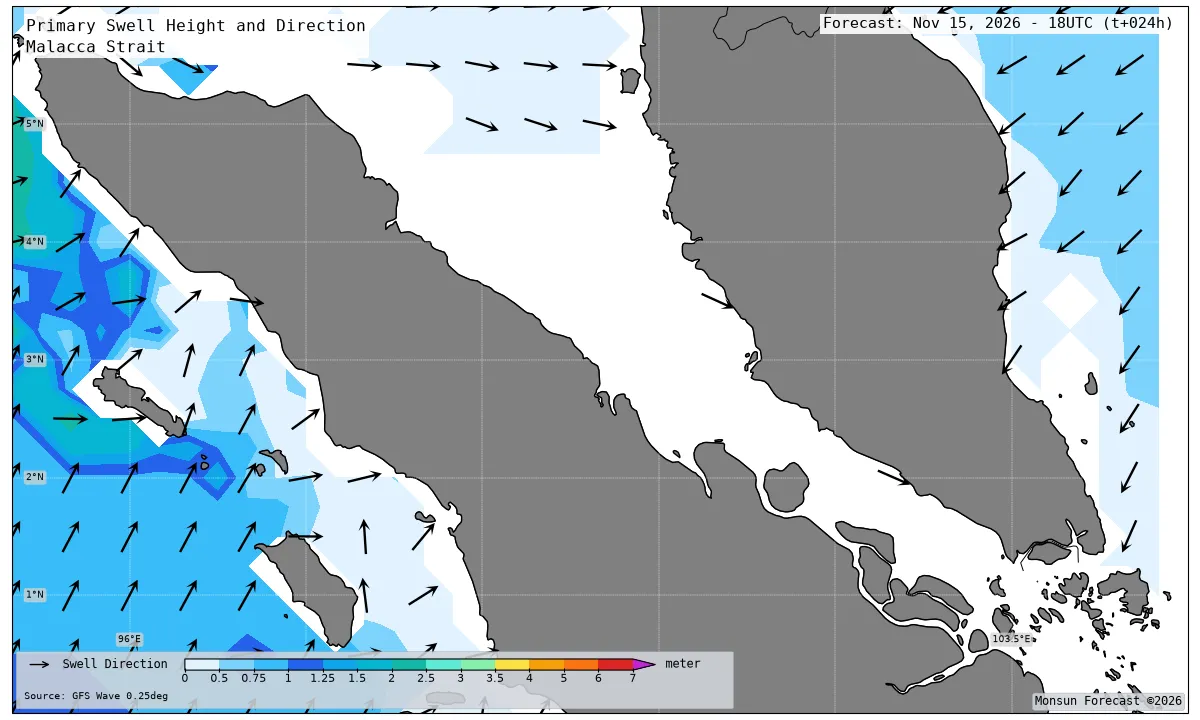 Primary Swell Height and Direction
Malacca Strait
Forecast: Nov 15, 2026 - 18UTC (t+024h)
5°N
4°N
3°N
2°N
1°N
96°E
103.5°E
Swell Direction
meter
0 0.5 0.75 1 1.25 1.5 2 2.5 3 3.5 4 5 6 7
Source: GFS Wave 0.25deg
Monsun Forecast ©2026